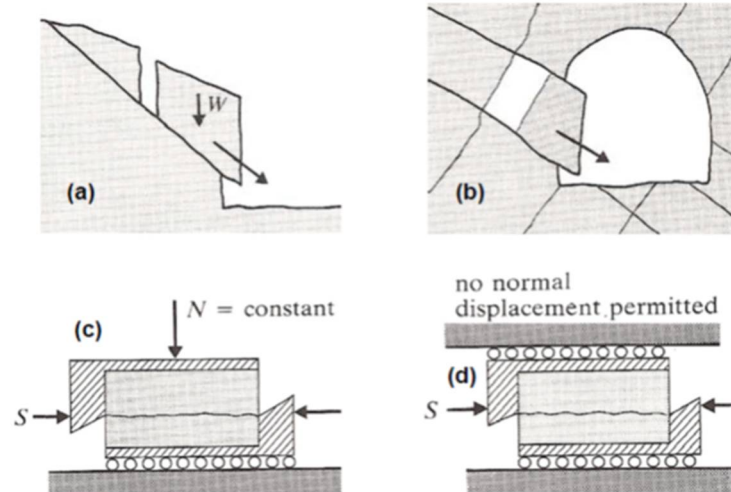 W
(a)
(b)
no normal
displacement permitted
N = constant
(c)
(d)
S
S